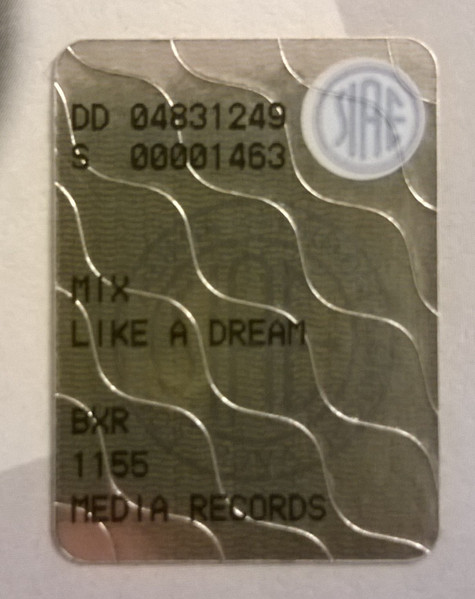 DD 04831249
SIAE
S 00001463
MIX
LIKE A DREAM
BXR
1155
MEDIA RECORDS